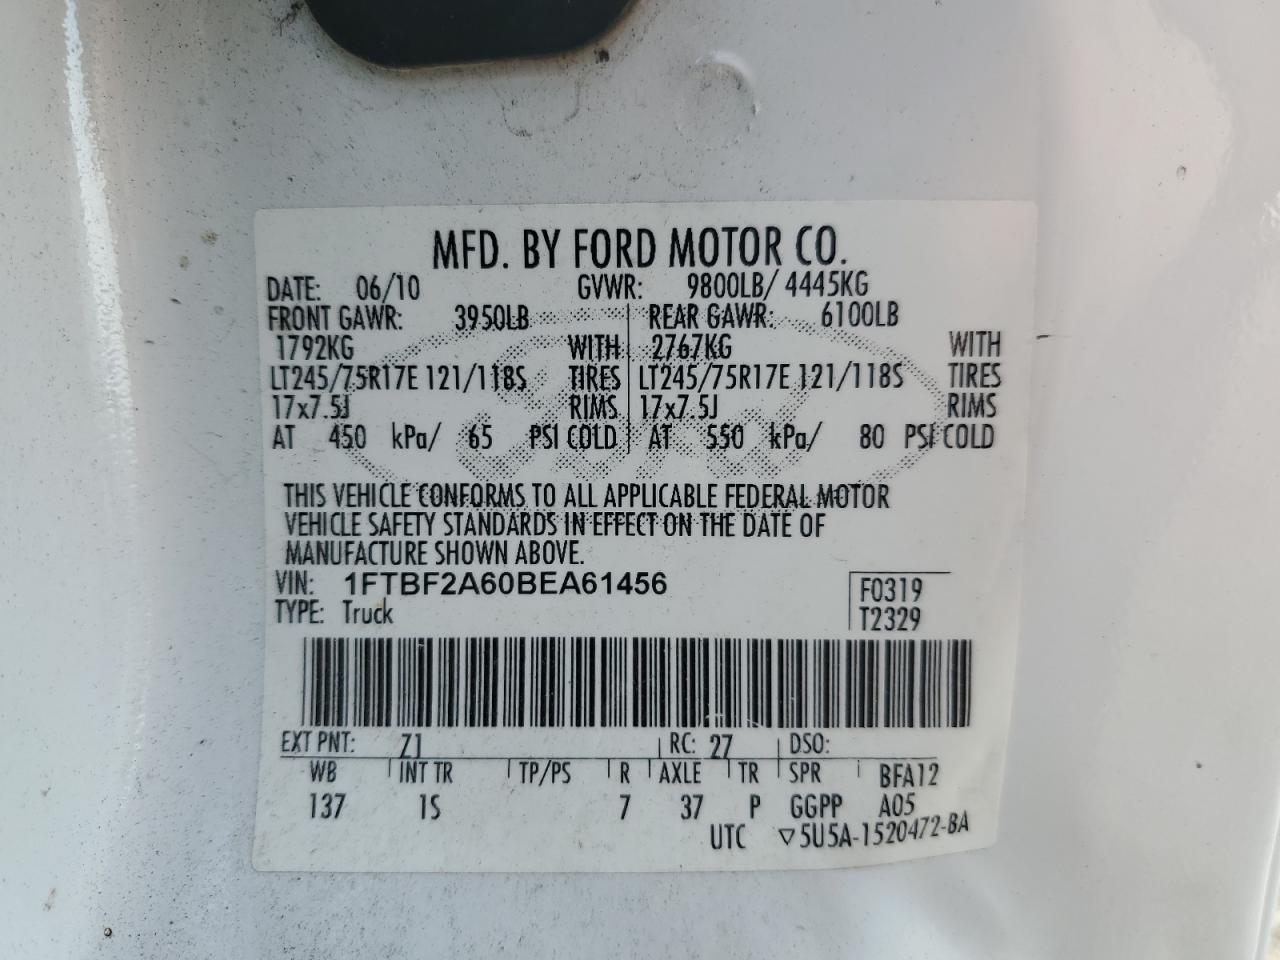 MFD. BY FORD MOTOR CO.
DATE: 06/10 GVWR: 9800LB/ 4445KG
FRONT GAWR: 3950LB REAR GAWR: 6100LB
1792KG WITH 2767KG WITH
LT245/75R17E 121/118S TIRES LT245/75R17E 121/118S TIRES
17x7.5J RIMS 17x7.5J RIMS
AT 450 kPa/ 65 PSI COLD AT 550 kPa/ 80 PSI COLD
THIS VEHICLE CONFORMS TO ALL APPLICABLE FEDERAL MOTOR
VEHICLE SAFETY STANDARDS IN EFFECT ON THE DATE OF
MANUFACTURE SHOWN ABOVE.
VIN: 1FTBF2A60BEA61456 F0319
TYPE: Truck T2329
EXT PNT: Z1 RC: 27 DSO:
WB INT TR TP/PS R AXLE TR SPR BFA12
137 1S 7 37 P GGPP A05
UTC ▽5U5A-1520472-BA